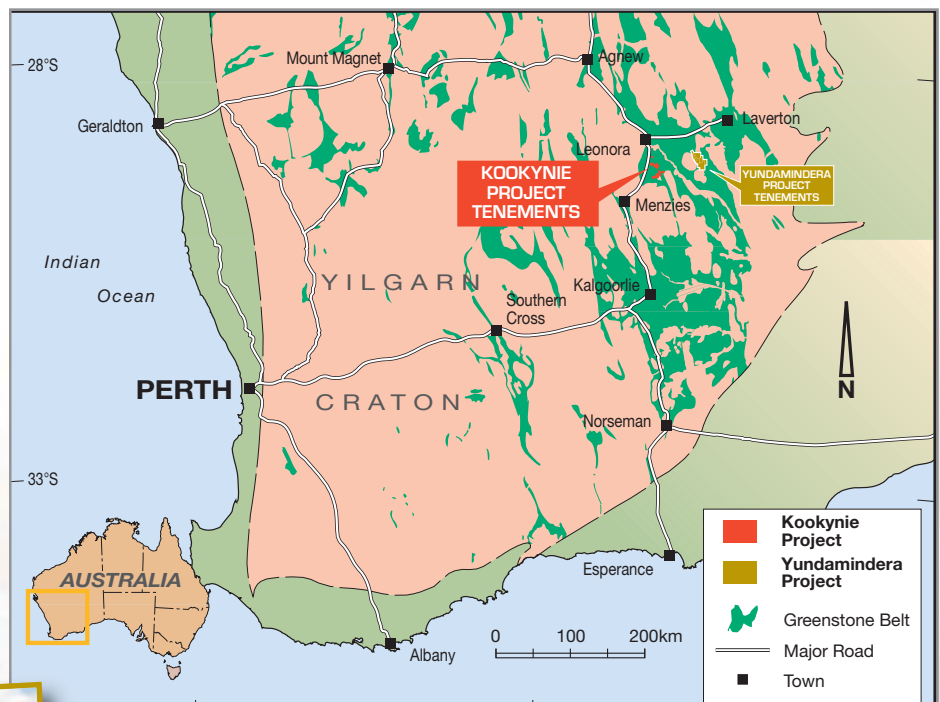 28°S
Mount Magnet
Agnew
Geraldton
Laverton
Leonora
KOOKYNIE
PROJECT
TENEMENTS
YUNDAMINDERA
PROJECT
TENEMENTS
Menzies
Indian
Ocean
YILGARN
Kalgoorlie
Southern
Cross
PERTH
CRATON
N
Norseman
33°S
Kookynie
Project
Yundamindera
Project
Greenstone Belt
Major Road
Town
Esperance
AUSTRALIA
0 100 200km
Albany